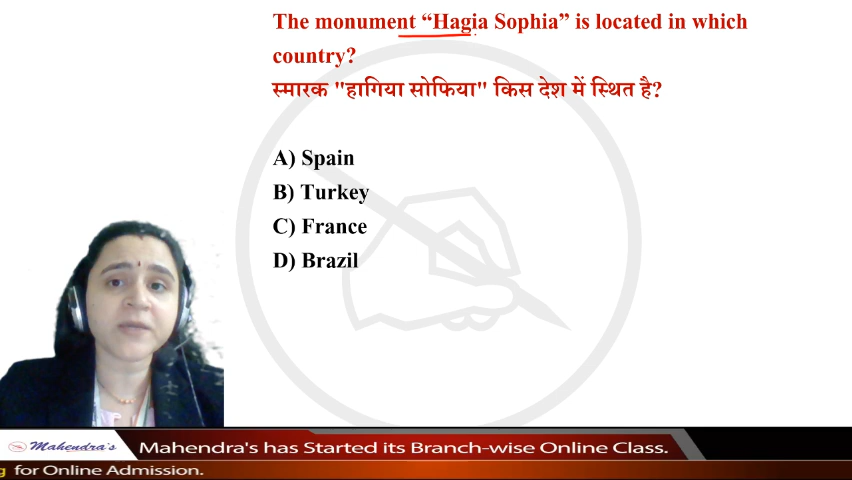 The monument “Hagia Sophia” is located in which
country?
स्मारक "हागिया सोफिया" किस देश में स्थित है?
A) Spain
B) Turkey
C) France
D) Brazil
Mahendra's
Mahendra's has Started its Branch-wise Online Class.
for Online Admission.